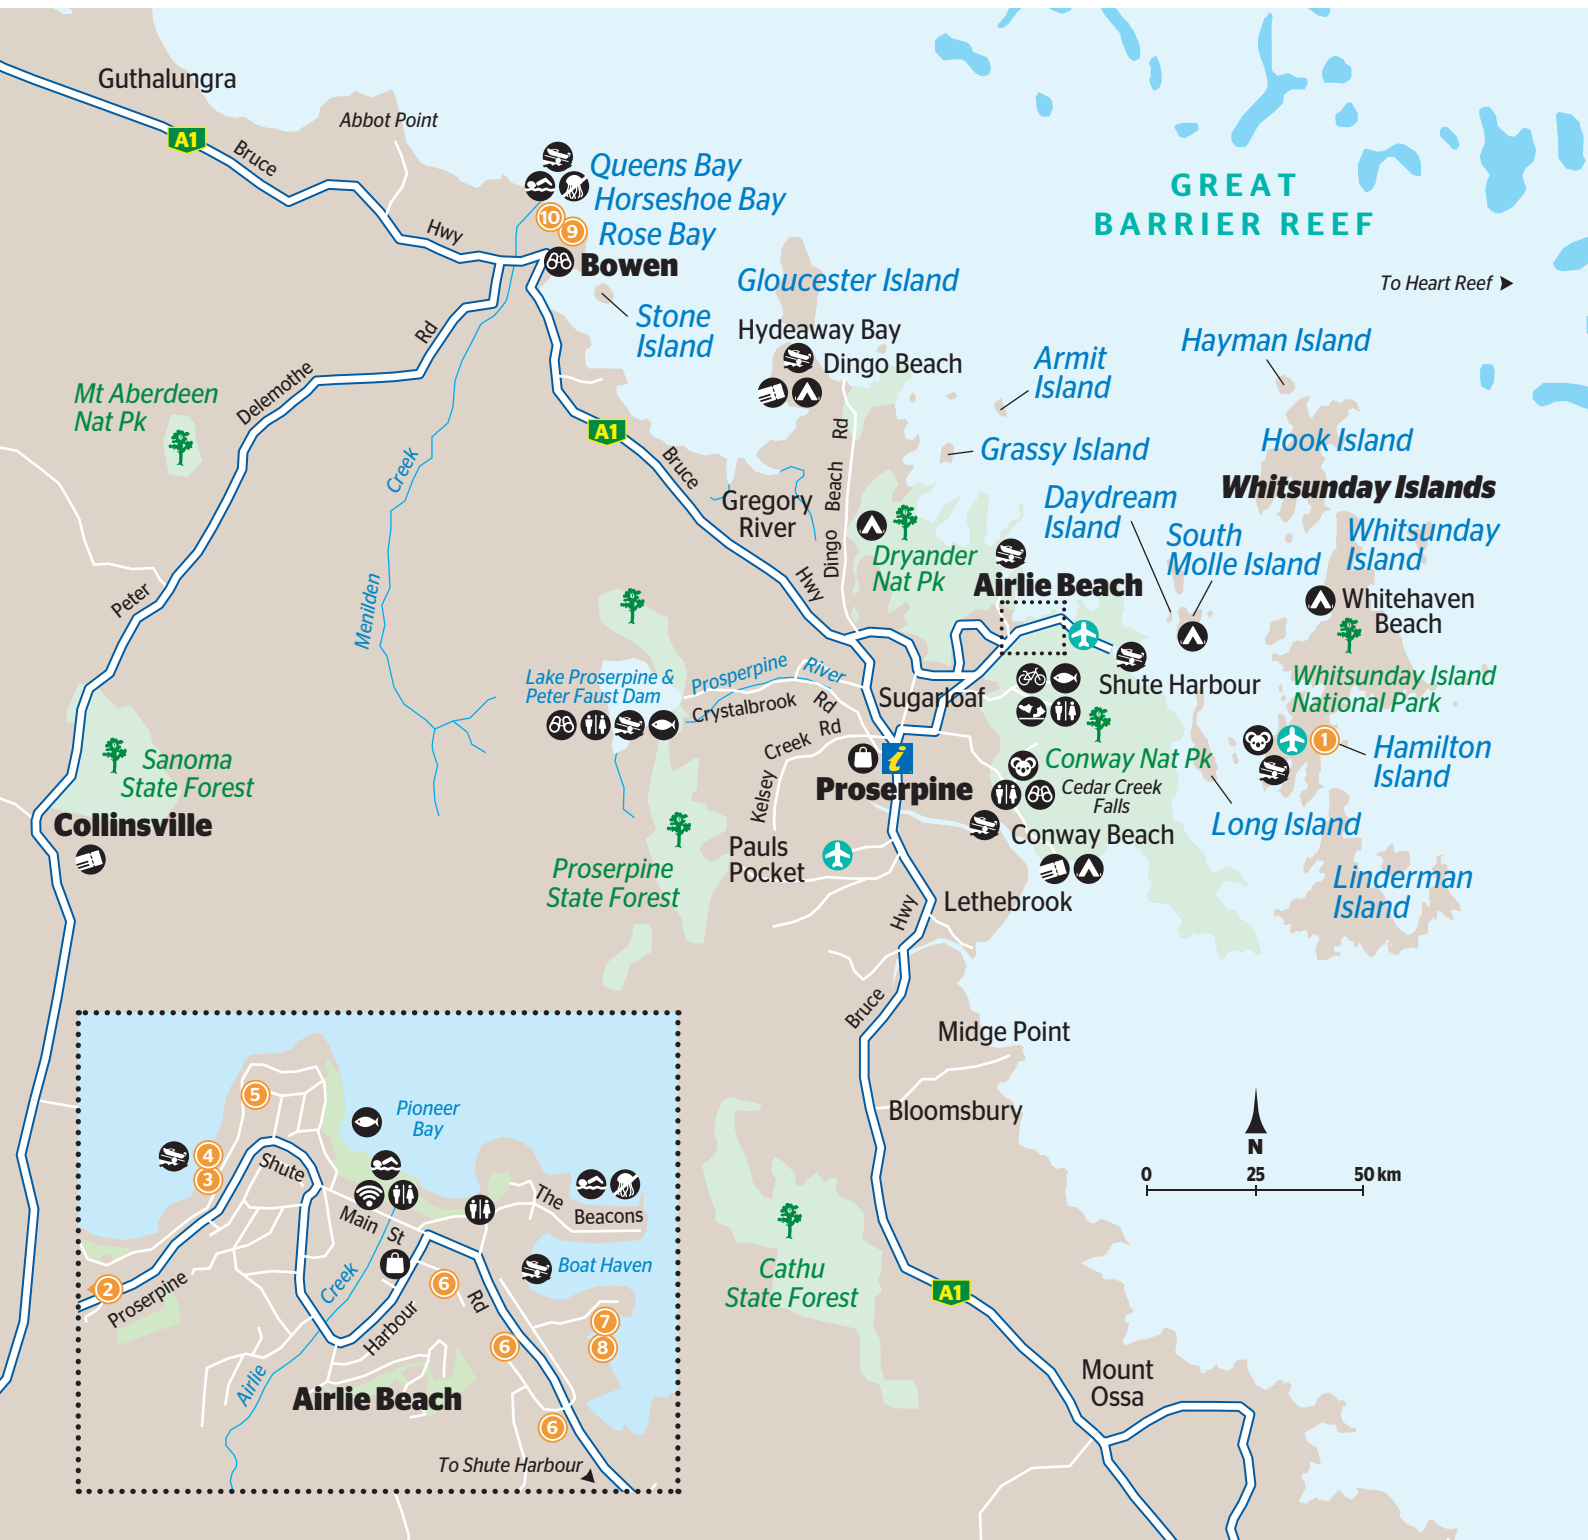 Guthalungra
Abbot Point
A1
Bruce
Hwy
Queens Bay
Horseshoe Bay
10
9
Rose Bay
Bowen
Stone
Island
Gloucester Island
Hydeaway Bay
Dingo Beach
GREAT
BARRIER REEF
To Heart Reef
Armit
Island
Hayman Island
Grassy Island
Hook Island
Whitsunday Islands
Daydream
Island
South
Molle Island
Whitsunday
Island
Whitehaven
Beach
Whitsunday Island
National Park
1
Hamilton
Island
Long Island
Linderman
Island
Mt Aberdeen
Nat Pk
Peter
Delemothe
Rd
Menilden
Creek
A1
Bruce
Hwy
Gregory
River
Dingo
Beach
Rd
Dryander
Nat Pk
Airlie Beach
Shute Harbour
Lake Proserpine &
Peter Faust Dam
Prosperpine
River
Crystalbrook
Rd
Sugarloaf
Kelsey
Creek Rd
i
Proserpine
Conway Nat Pk
Cedar Creek
Falls
Conway Beach
Sanoma
State Forest
Collinsville
Proserpine
State Forest
Pauls
Pocket
Lethebrook
Hwy
Bruce
Midge Point
Bloomsbury
N
0
25
50 km
Cathu
State Forest
A1
Mount
Ossa
5
Pioneer
Bay
4
3
Shute
Main St
The
Beacons
Boat Haven
2
Proserpine
Creek
Airlie
Harbour
Rd
6
6
6
7
8
Airlie Beach
To Shute Harbour